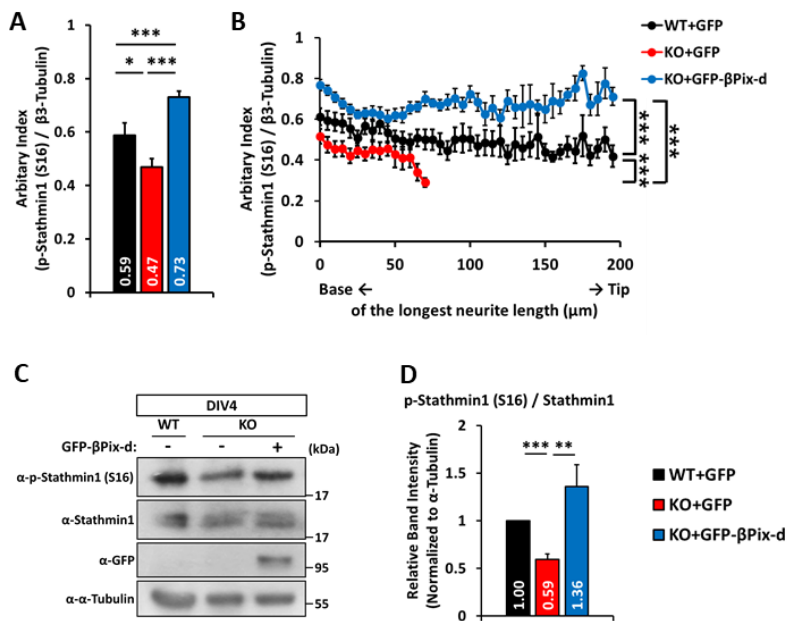 A
Arbitary Index
(p-Stathmin1 (S16) / β3-Tubulin)
1
0.8
0.6
0.4
0.2
0
***
* ***
0.59
0.47
0.73
B
Arbitary Index
(p-Stathmin1 (S16) / β3-Tubulin)
1
0.8
0.6
0.4
0.2
0
0 50 100 150 200
Base ← → Tip
of the longest neurite length (μm)
WT+GFP
KO+GFP
KO+GFP-βPix-d
***
***
***
C
DIV4
WT KO
GFP-βPix-d: - - + (kDa)
α-p-Stathmin1 (S16)
17
α-Stathmin1
17
α-GFP
95
α-α-Tubulin
55
D
p-Stathmin1 (S16) / Stathmin1
Relative Band Intensity
(Normalized to α-Tubulin)
2
1.5
1
0.5
0
*** **
1.00
0.59
1.36
WT+GFP
KO+GFP
KO+GFP-βPix-d